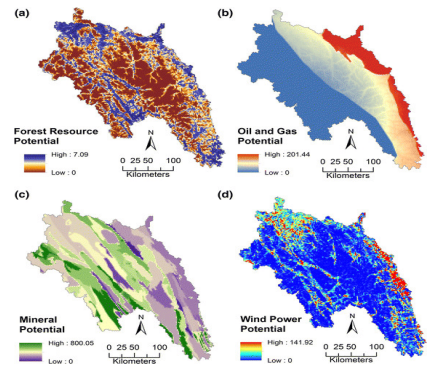 (a)
N
Forest Resource
Potential
High : 7.09
Low : 0
0 25 50 100
Kilometers
(b)
N
Oil and Gas
Potential
High : 201.44
Low : 0
0 25 50 100
Kilometers
(c)
N
Mineral
Potential
High : 800.05
Low : 0
0 25 50 100
Kilometers
(d)
N
Wind Power
Potential
High : 141.92
Low : 0
0 25 50 100
Kilometers